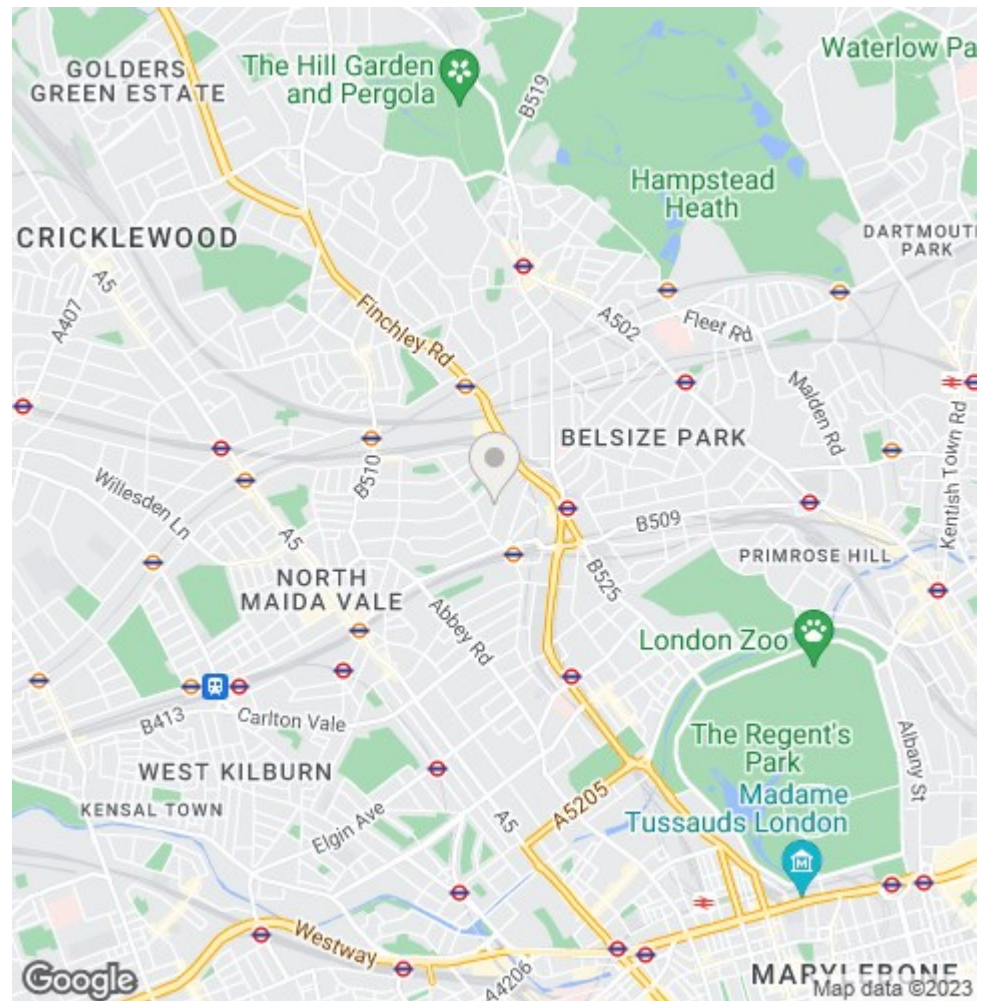 Waterlow Pa
GOLDERS
GREEN ESTATE
The Hill Garden
and Pergola
B519
Hampstead
Heath
DARTMOUTH
PARK
CRICKLEWOOD
A5
A407
Finchley Rd
A502
Fleet Rd
Malden Rd
Kentish Town Rd
BELSIZE PARK
B510
Willesden Ln
A5
B509
PRIMROSE HILL
B525
NORTH
MAIDA VALE
Abbey Rd
London Zoo
B413
Carlton Vale
Albany St
The Regent's
Park
WEST KILBURN
KENSAL TOWN
Madame
Tussauds London
A5205
A5
Elgin Ave
Westway
A4206
MARYLEBONE
Google
Map data ©2023